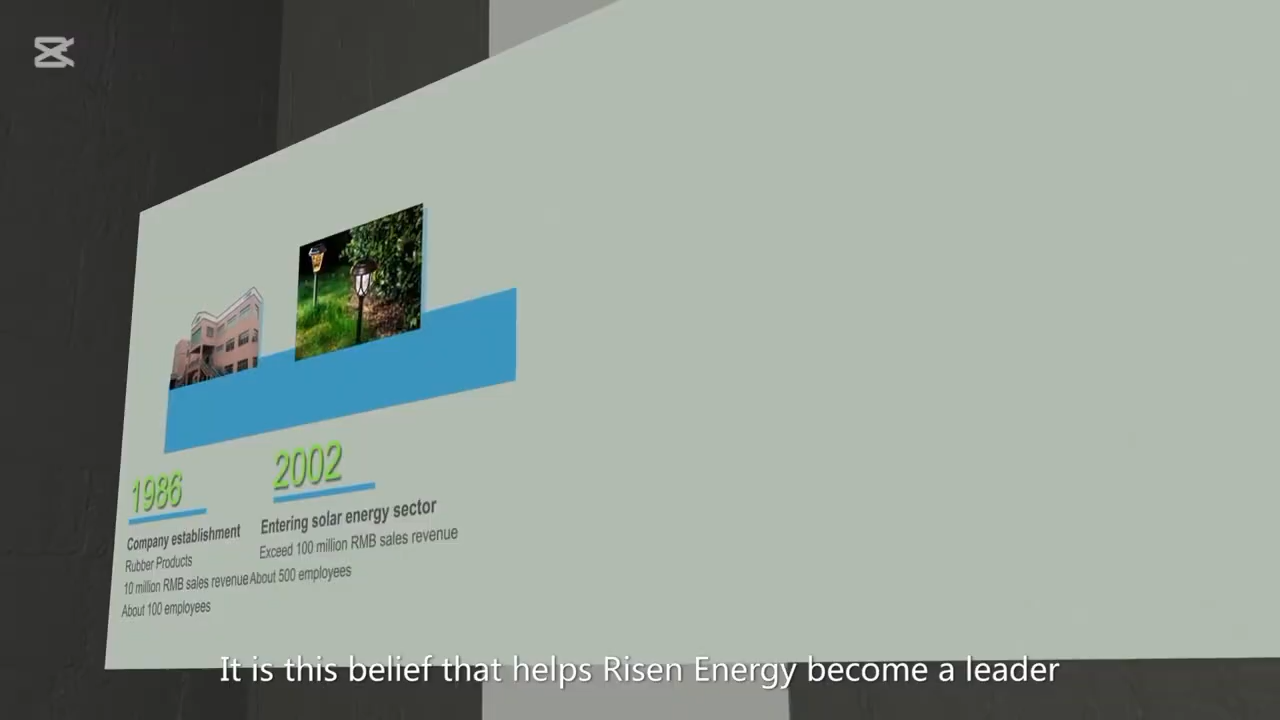 1986
Company establishment
Rubber Products
10 million RMB sales revenue
About 100 employees
2002
Entering solar energy sector
Exceed 100 million RMB sales revenue
About 500 employees
It is this belief that helps Risen Energy become a leader